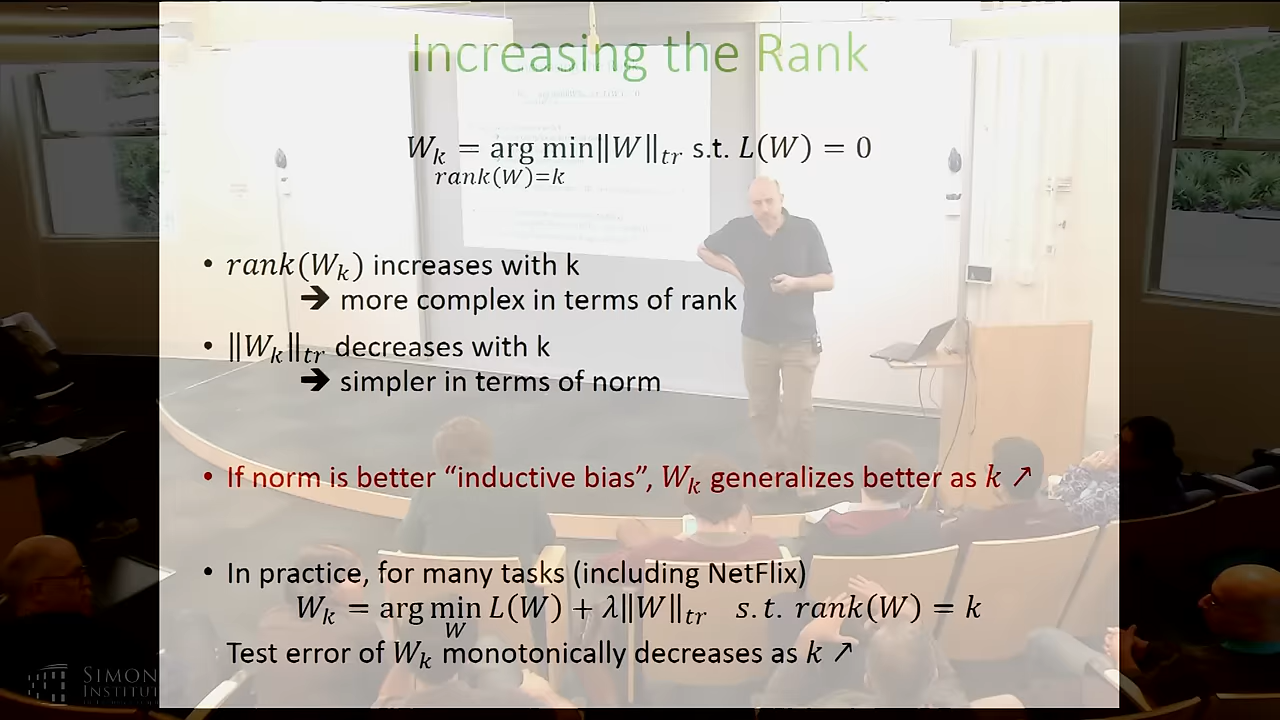 Increasing the Rank
W_k = arg min‖W‖_tr s.t. L(W) = 0
rank(W)=k
• rank(W_k) increases with k
➔ more complex in terms of rank
• ‖W_k‖_tr decreases with k
➔ simpler in terms of norm
• If norm is better “inductive bias”, W_k generalizes better as k ↗
• In practice, for many tasks (including NetFlix)
W_k = arg min L(W) + λ‖W‖_tr s.t. rank(W) = k
W
Test error of W_k monotonically decreases as k ↗